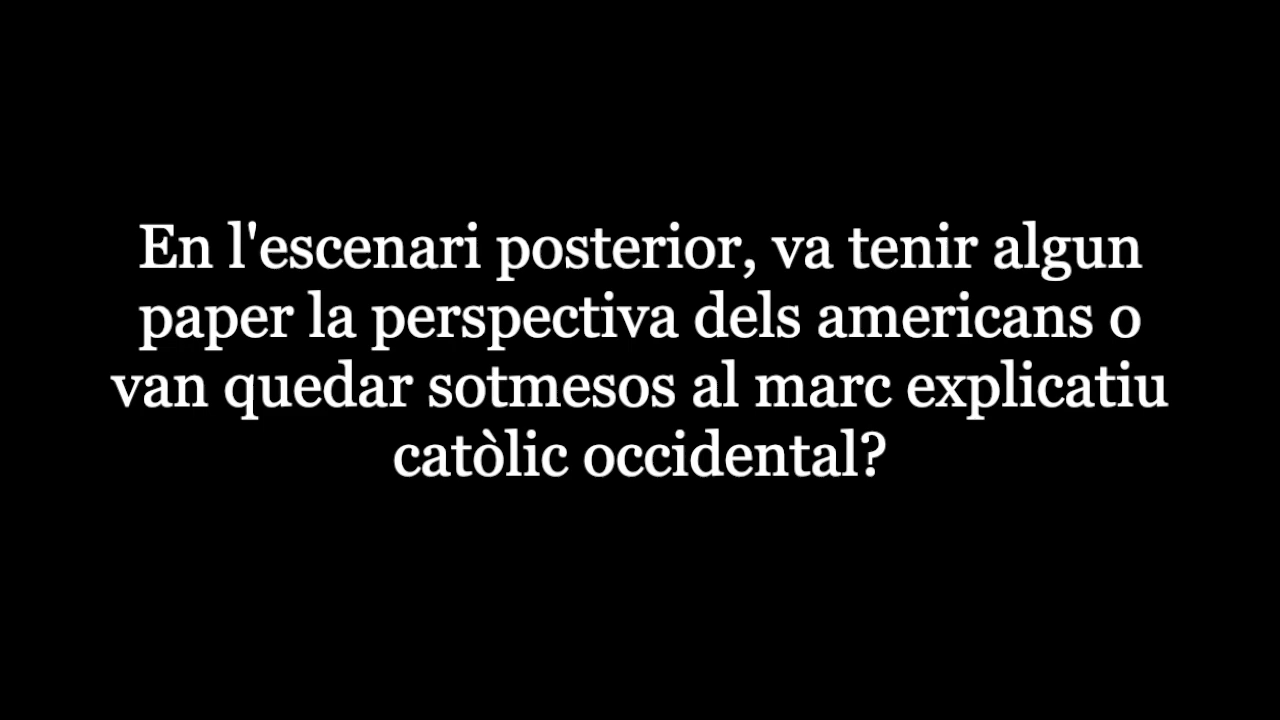 En l'escenari posterior, va tenir algun
paper la perspectiva dels americans o
van quedar sotmesos al marc explicatiu
catòlic occidental?